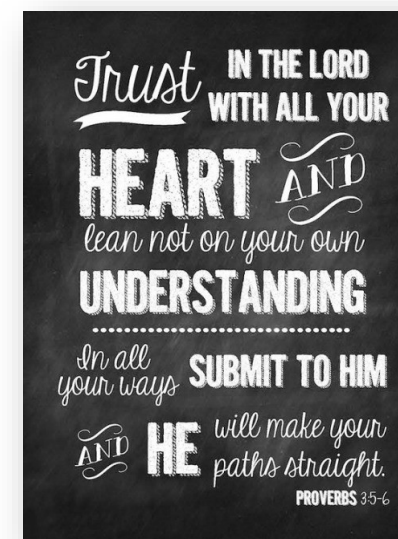 Trust IN THE LORD
WITH ALL YOUR
HEART AND
lean not on your own
UNDERSTANDING
In all
your ways SUBMIT TO HIM
AND HE will make your
paths straight.
PROVERBS 3:5-6